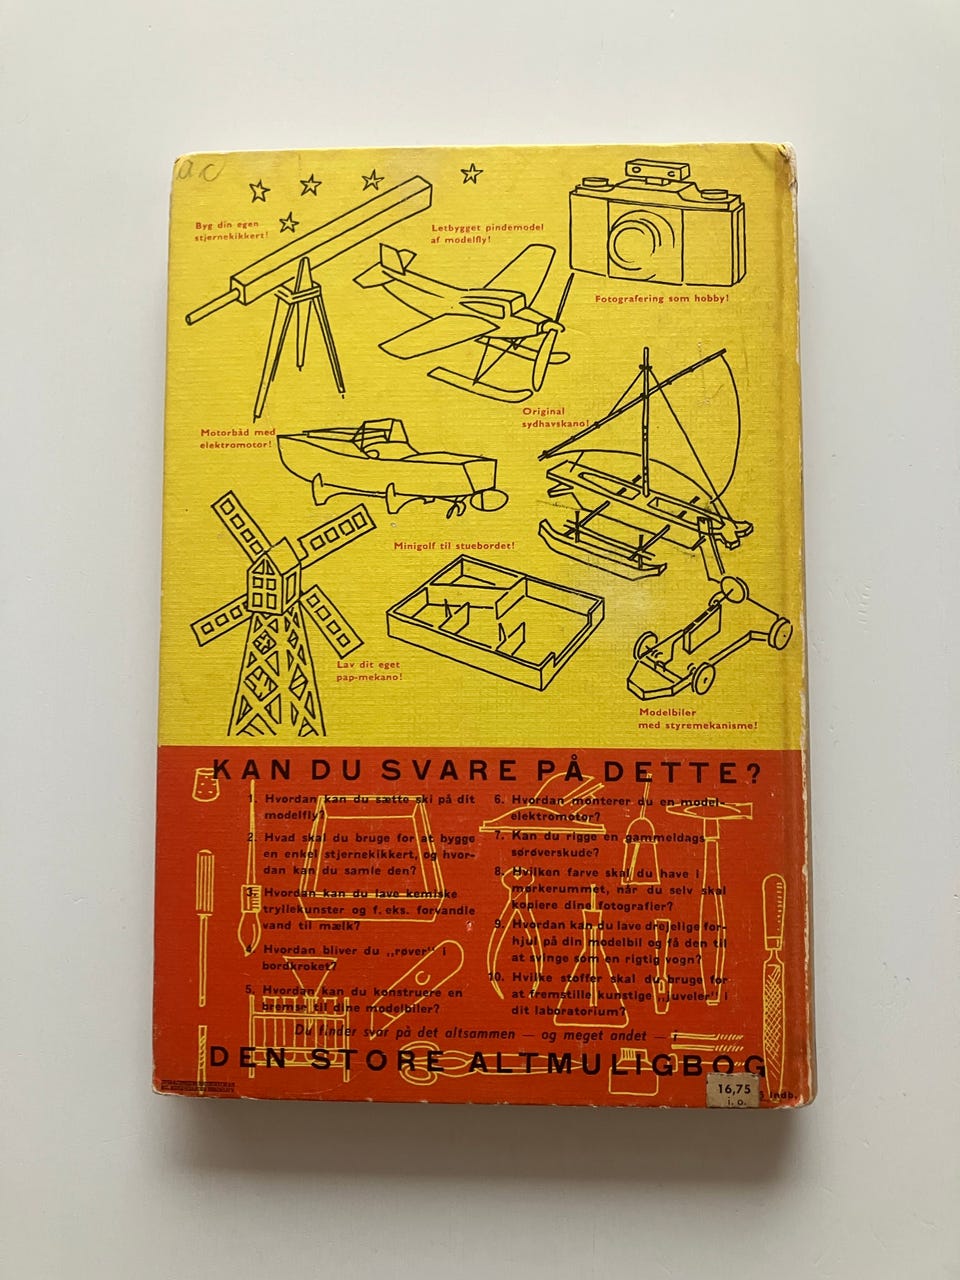 ac
Byg din egen
stjernekikkert!
Letbygget pindemodel
af modelfly!
Fotografering som hobby!
Original
sydhavskano!
Motorbåd med
elektromotor!
Minigolf til stuebordet!
Lav dit eget
pap-mekano!
Modelbiler
med styremekanisme!
KAN DU SVARE PÅ DETTE?
1. Hvordan kan du sætte ski på dit
modelfly?
2. Hvad skal du bruge for at bygge
en enkel stjernekikkert, og hvor-
dan kan du samle den?
3. Hvordan kan du lave kemiske
tryllekunster og f. eks. forvandle
vand til mælk?
4. Hvordan bliver du „røver" i
bordkroket?
5. Hvordan kan du konstruere en
bremse til dine modelbiler?
6. Hvordan monterer du en model-
elektromotor?
7. Kan du rigge en gammeldags
sørøverskude?
8. Hvilken farve skal du have i
mørkerummet, når du selv skal
kopiere dine fotografier?
9. Hvordan kan du lave drejelige for-
hjul på din modelbil og få den til
at svinge som en rigtig vogn?
10. Hvilke stoffer skal du bruge for
at fremstille kunstige „juveler" i
dit laboratorium?
Du finder svar på det altsammen — og meget andet — i
DEN STORE ALTMULIGBOG
16,75
i. o.
indb.